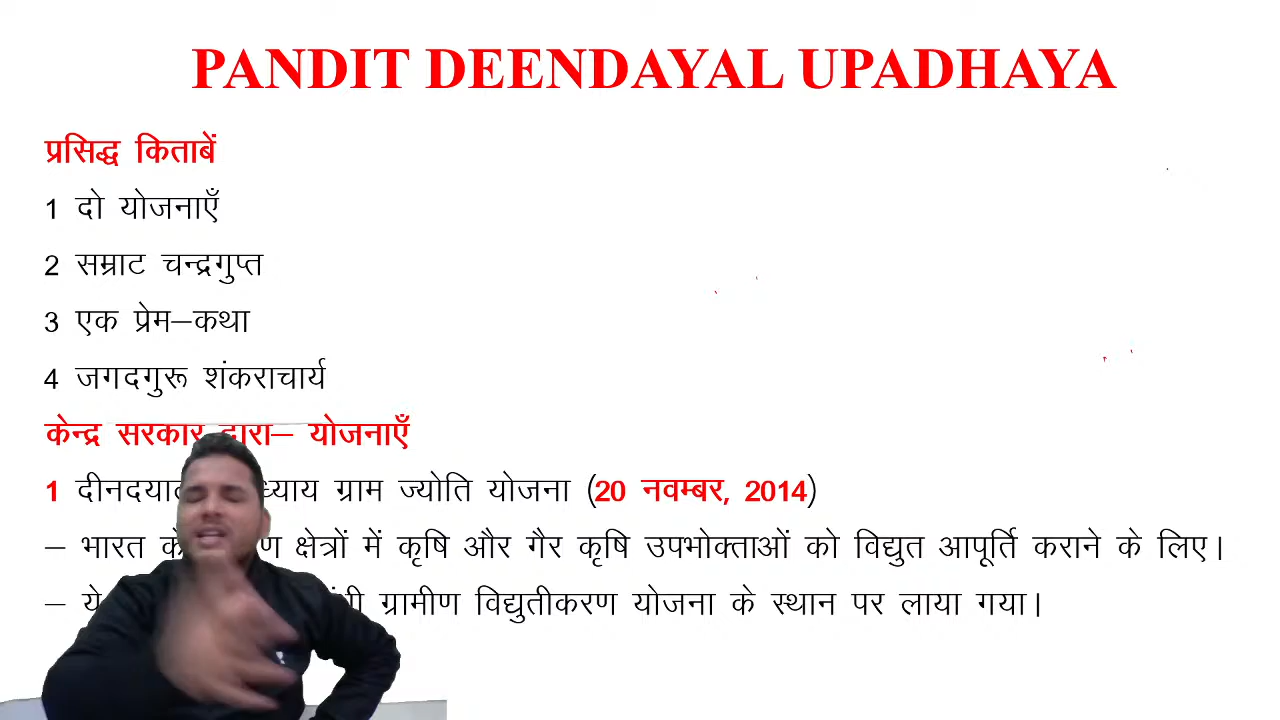 PANDIT DEENDAYAL UPADHAYA
प्रसिद्ध किताबें
1 दो योजनाएँ
2 सम्राट चन्द्रगुप्त
3 एक प्रेम–कथा
4 जगदगुरू शंकराचार्य
केन्द्र सरकार द्वारा– योजनाएँ
1 ग्राम ज्योति योजना (20 नवम्बर, 2014)
– भारत क्षेत्रों में कृषि और गैर कृषि उपभोक्ताओं को विद्युत आपूर्ति कराने के लिए।
– ये ग्रामीण विद्युतीकरण योजना के स्थान पर लाया गया।